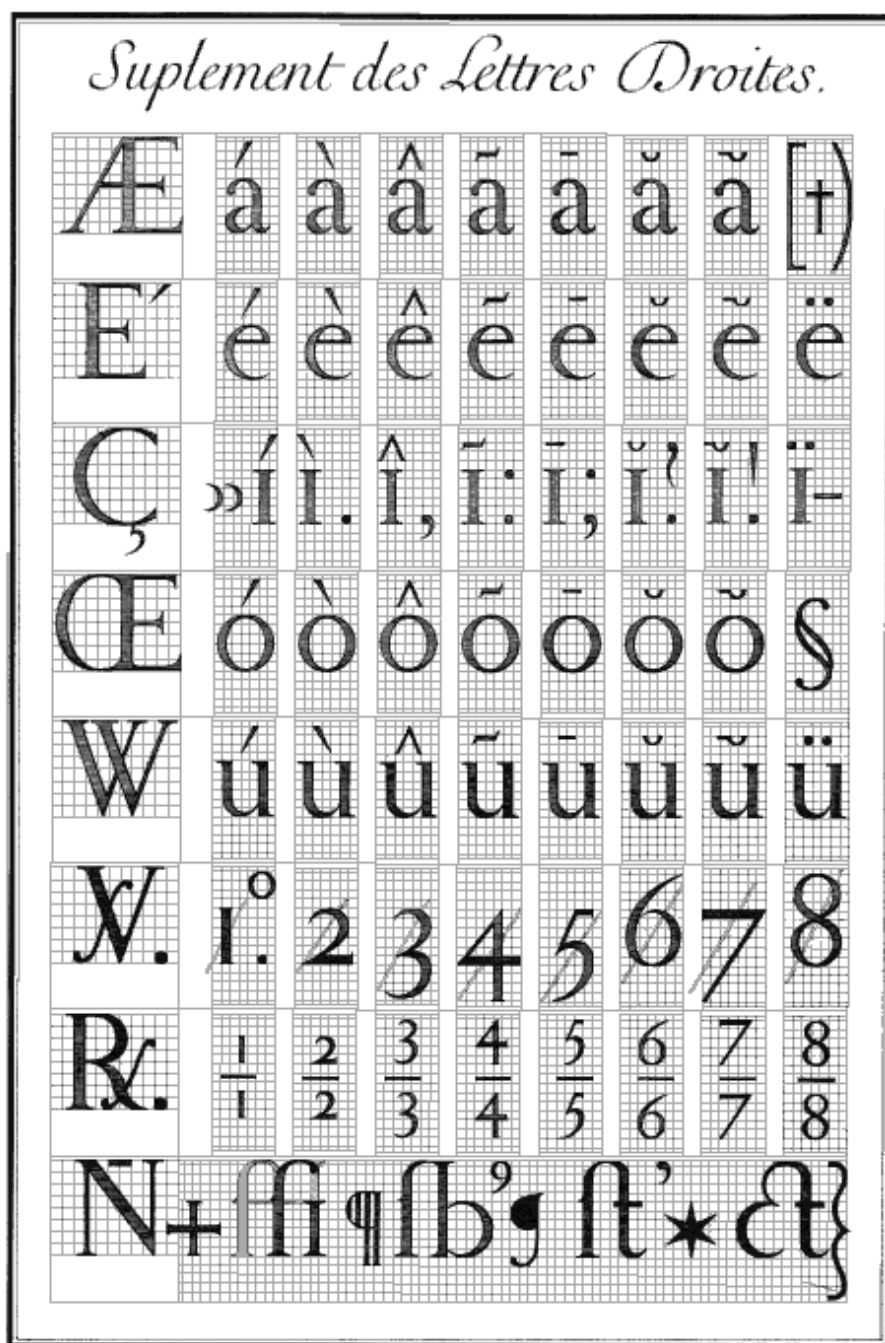 Suplement des Lettres Droites.
Æ á à â ã ā ă ă [†)
E´ é è ê ẽ ē ĕ ĕ ë
Ç »í ì. î, ĩ: ī; ĭ? ĭ! ï-
Œ ó ò ô õ ō ŏ ŏ §
W ú ù û ũ ū ŭ ŭ ü
. 1°. 2 3 4 5 6 7 8
℞. 1/1 2/2 3/3 4/4 5/5 6/6 7/7 8/8
N̄ + ffi ¶ ſb ’ ſt ’ ★ ct }